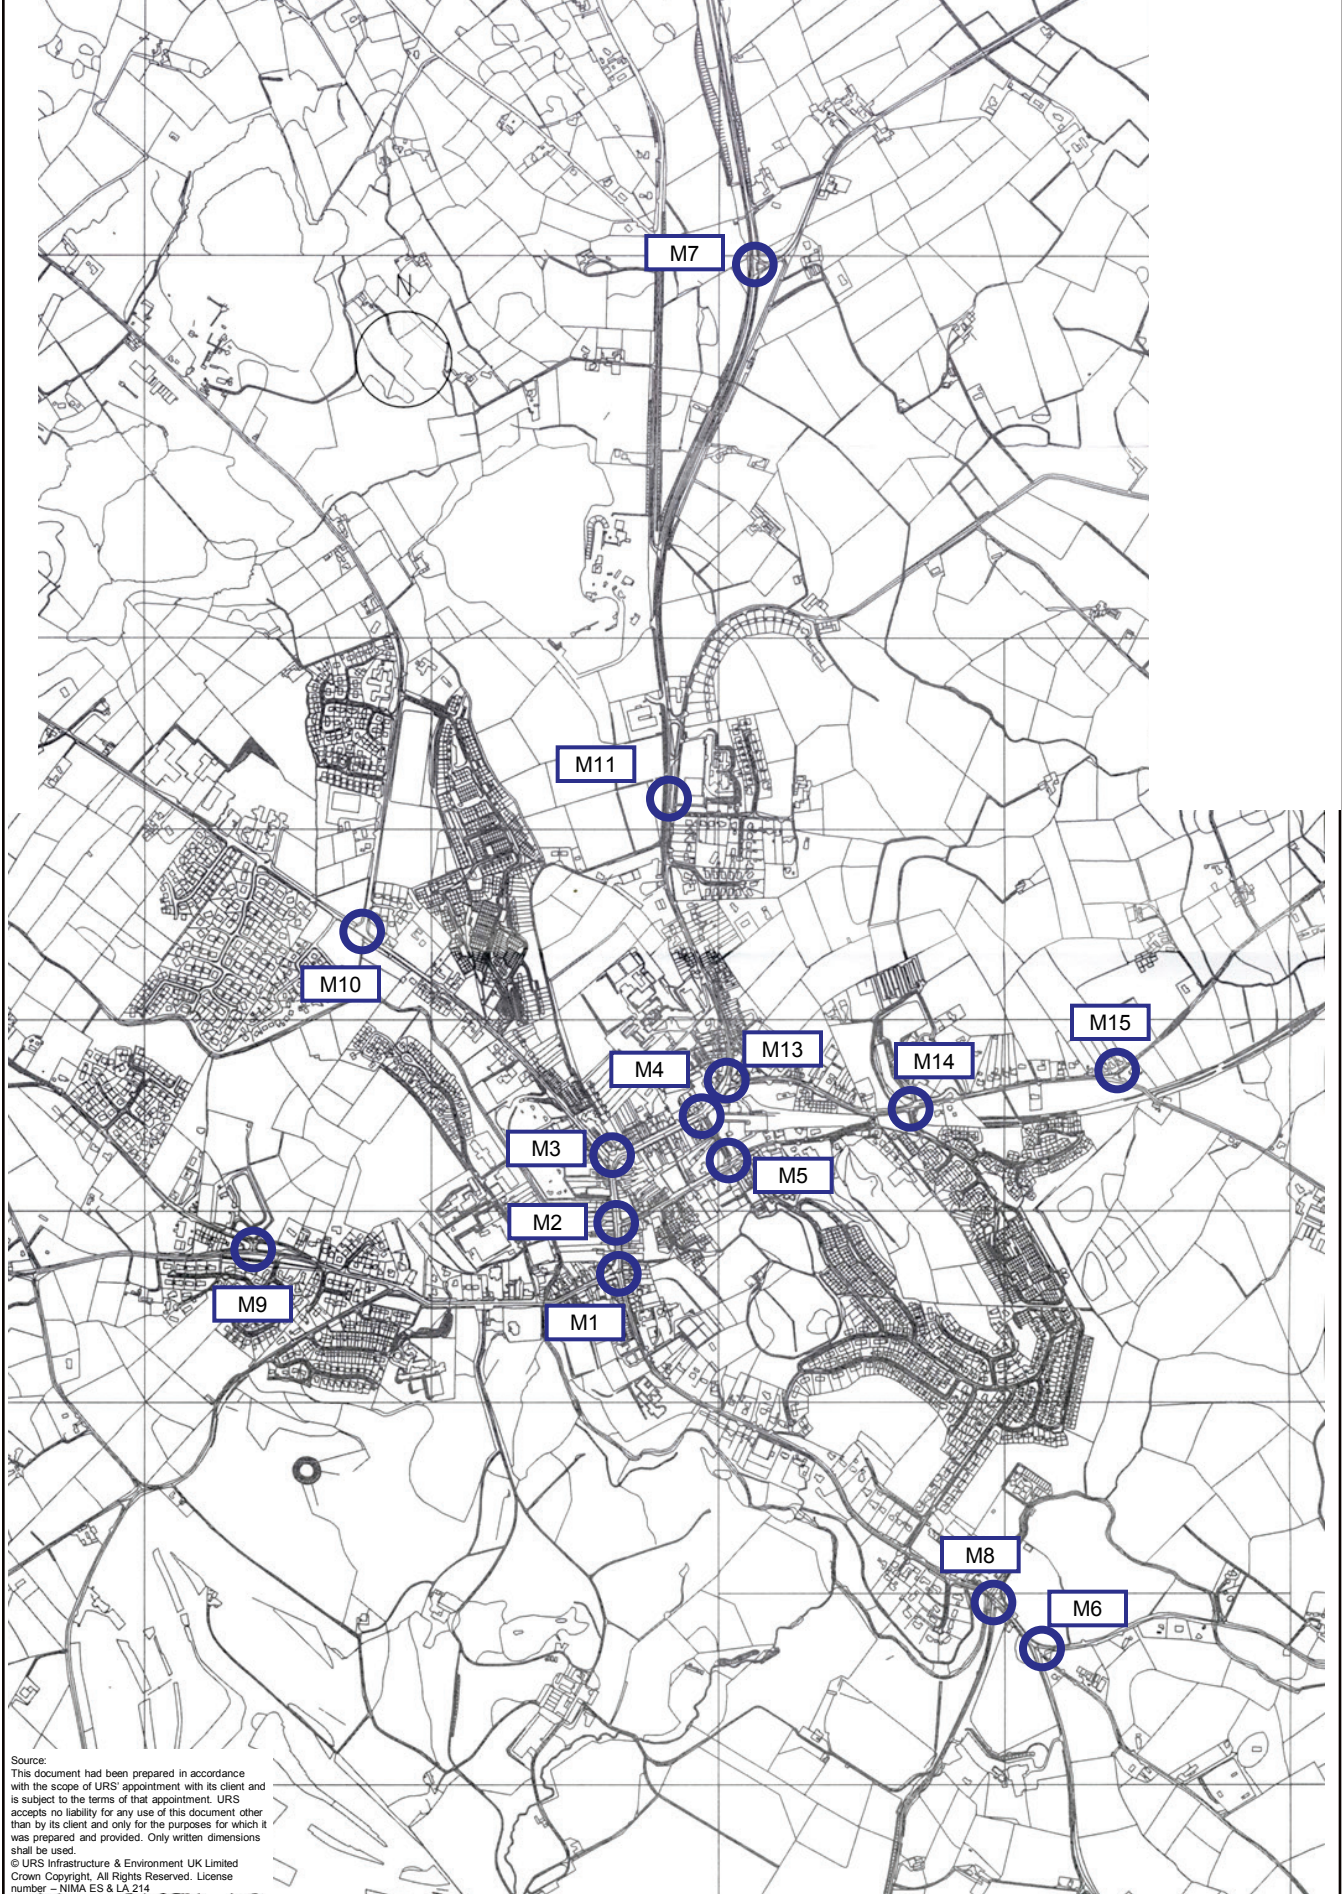 M7
N
M11
M10
M15
M13
M14
M4
M3
M5
M2
M9
M1
M8
M6
Source:
This document had been prepared in accordance
with the scope of URS' appointment with its client and
is subject to the terms of that appointment. URS
accepts no liability for any use of this document other
than by its client and only for the purposes for which it
was prepared and provided. Only written dimensions
shall be used.
© URS Infrastructure & Environment UK Limited
Crown Copyright, All Rights Reserved. License
number – NIMA ES & LA 214